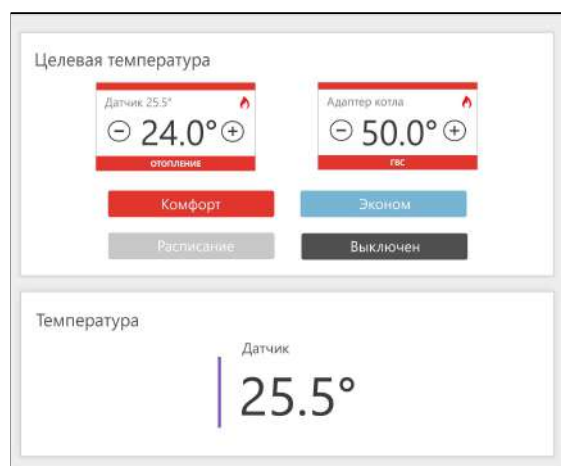 Целевая температура
Датчик 25.5°
24.0°
ОТОПЛЕНИЕ
Адаптер котла
50.0°
ГВС
Комфорт
Эконом
Расписание
Выключен
Температура
Датчик
25.5°